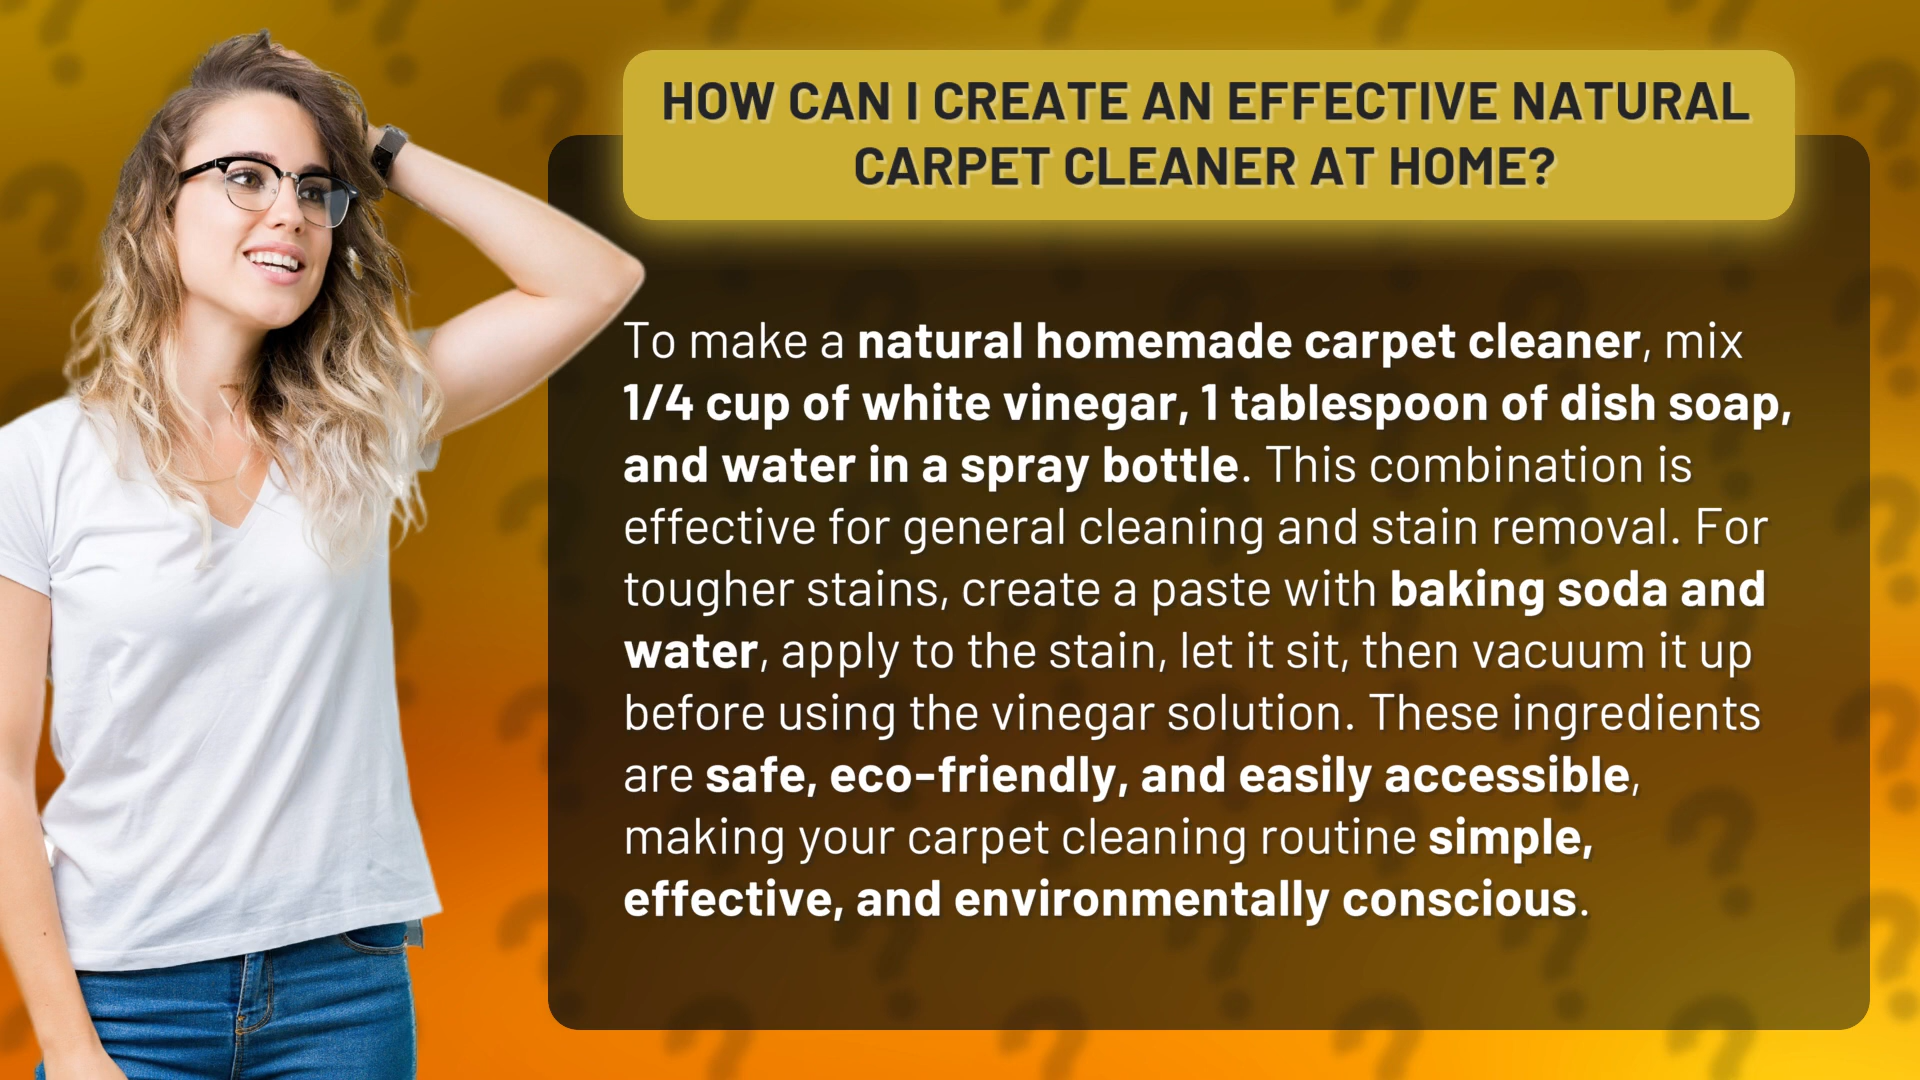 HOW CAN I CREATE AN EFFECTIVE NATURAL
CARPET CLEANER AT HOME?
To make a natural homemade carpet cleaner, mix
1/4 cup of white vinegar, 1 tablespoon of dish soap,
and water in a spray bottle. This combination is
effective for general cleaning and stain removal. For
tougher stains, create a paste with baking soda and
water, apply to the stain, let it sit, then vacuum it up
before using the vinegar solution. These ingredients
are safe, eco-friendly, and easily accessible,
making your carpet cleaning routine simple,
effective, and environmentally conscious.